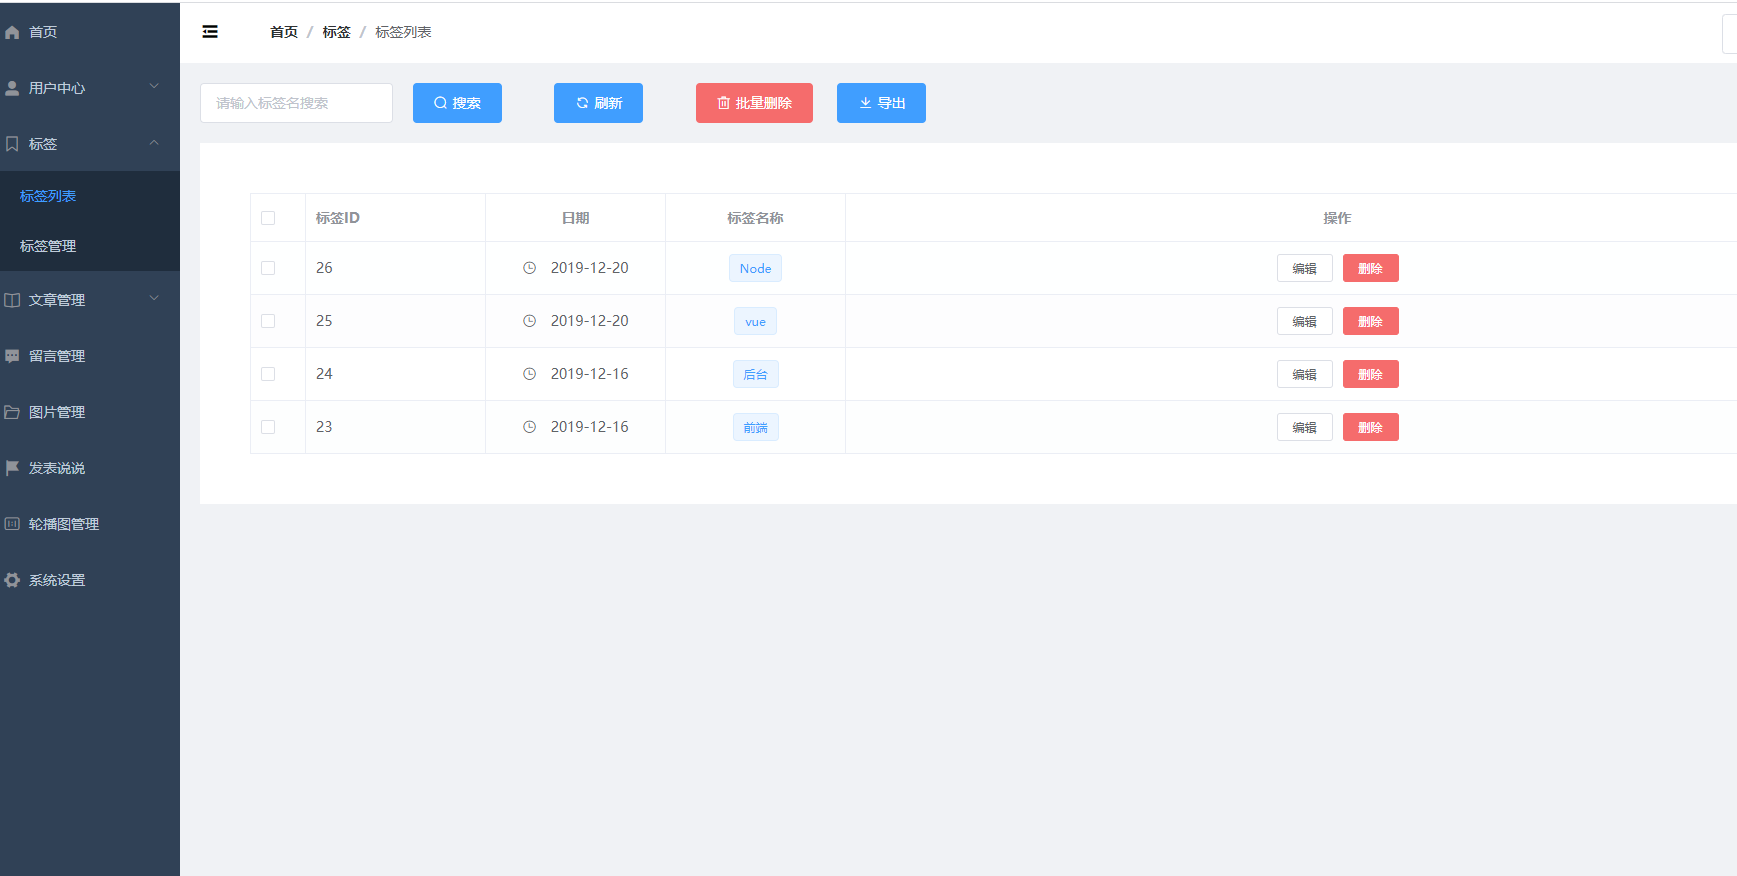 首页
用户中心
标签
标签列表
标签管理
文章管理
留言管理
图片管理
发表说说
轮播图管理
系统设置
首页 / 标签 / 标签列表
请输入标签名搜索 搜索 刷新 批量删除 导出
标签ID 日期 标签名称 操作
26 2019-12-20 Node 编辑 删除
25 2019-12-20 vue 编辑 删除
24 2019-12-16 后台 编辑 删除
23 2019-12-16 前端 编辑 删除